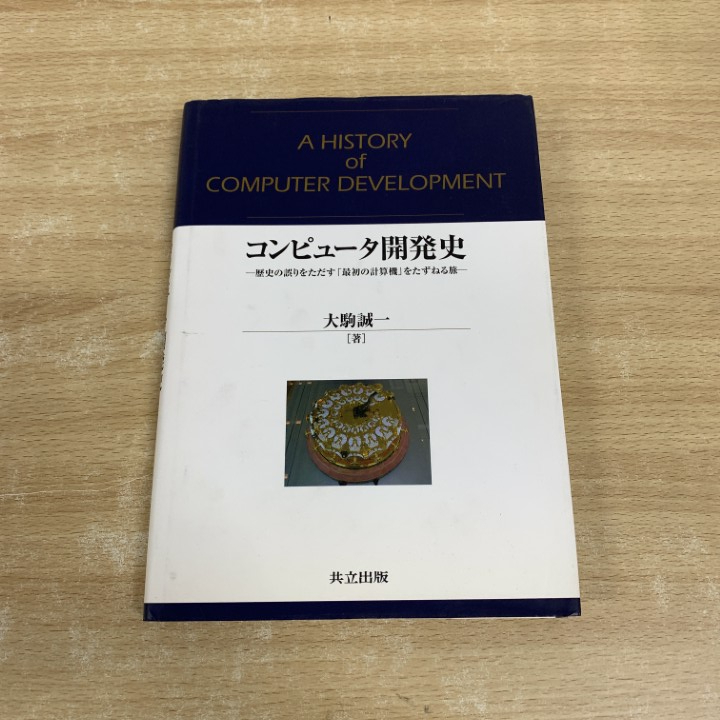 A HISTORY
of
COMPUTER DEVELOPMENT
コンピュータ開発史
―歴史の誤りをただす「最初の計算機」をたずねる旅―
大駒誠一
[著]
共立出版